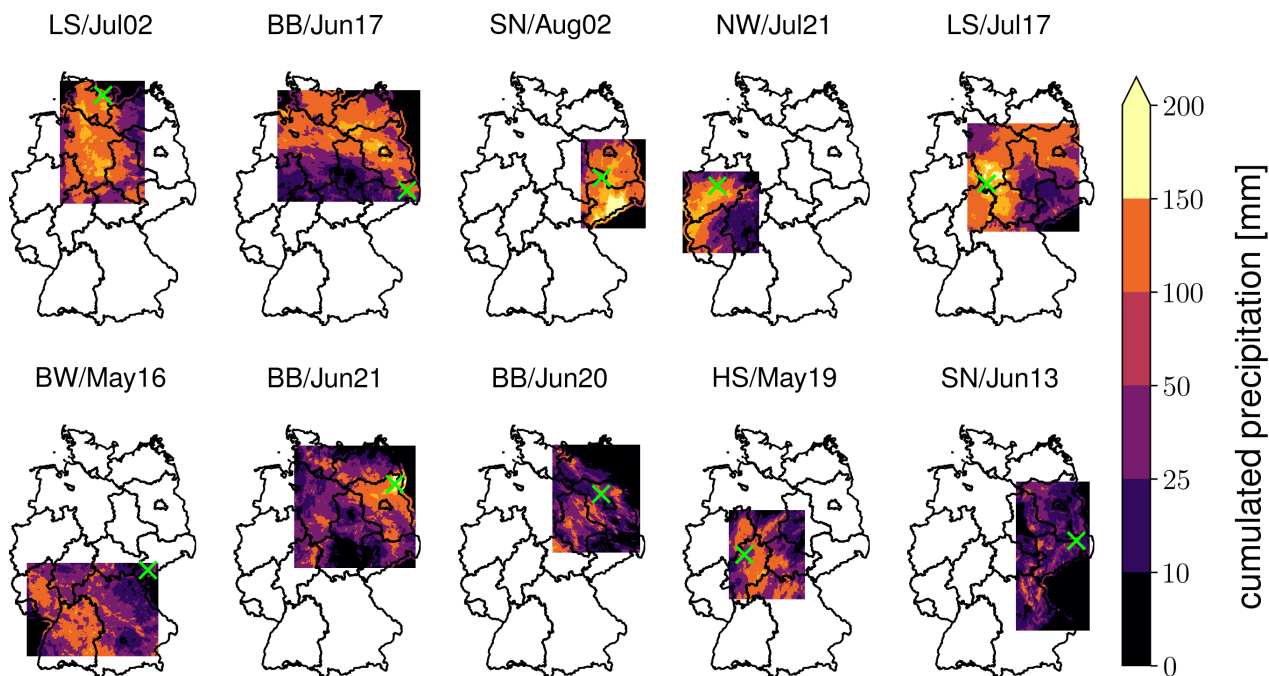 LS/Jul02
BB/Jun17
SN/Aug02
NW/Jul21
LS/Jul17
BW/May16
BB/Jun21
BB/Jun20
HS/May19
SN/Jun13
200
150
100
50
25
10
0
cumulated precipitation [mm]